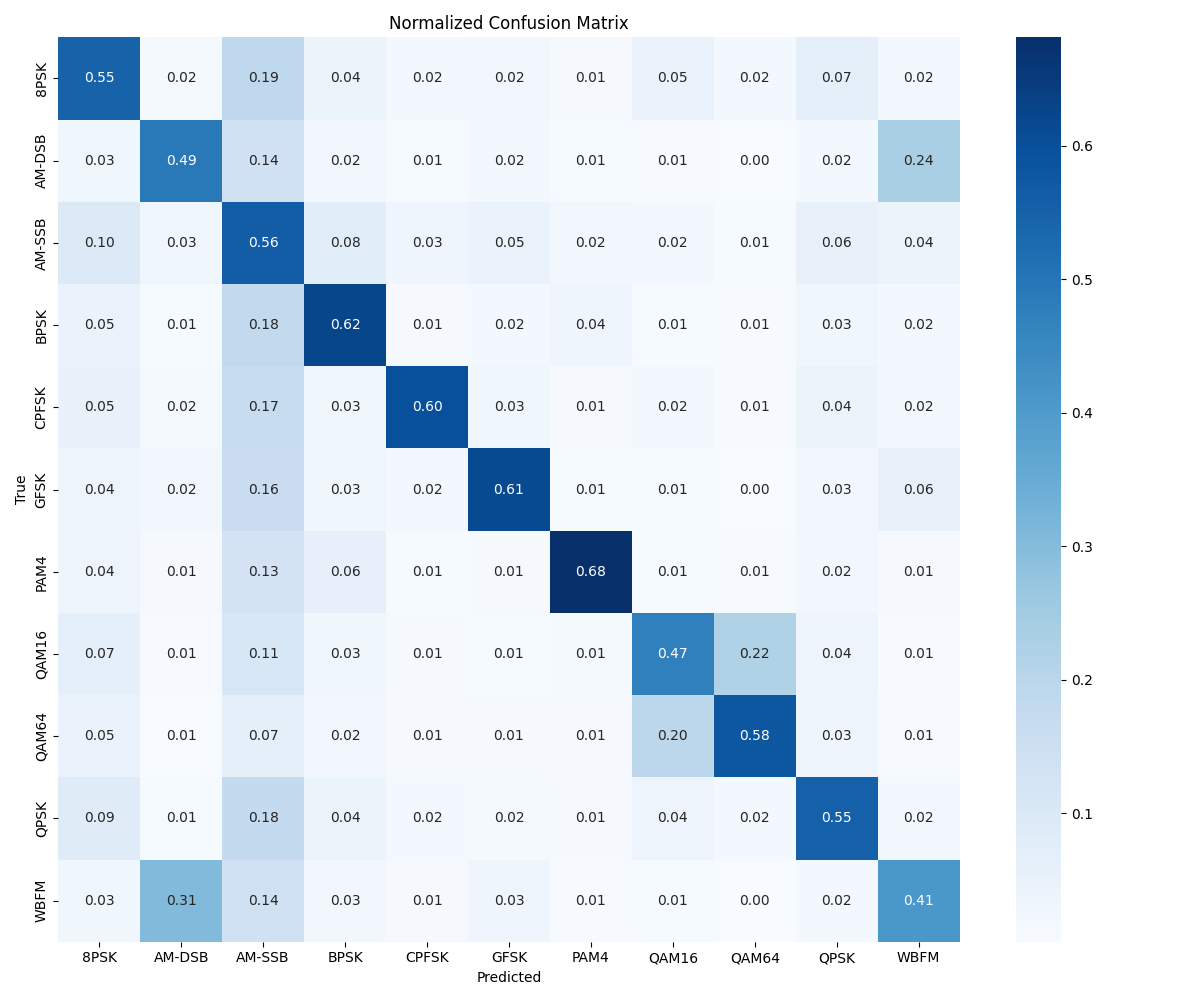 Normalized Confusion Matrix
8PSK 0.55 0.02 0.19 0.04 0.02 0.02 0.01 0.05 0.02 0.07 0.02
AM-DSB 0.03 0.49 0.14 0.02 0.01 0.02 0.01 0.01 0.00 0.02 0.24
AM-SSB 0.10 0.03 0.56 0.08 0.03 0.05 0.02 0.02 0.01 0.06 0.04
BPSK 0.05 0.01 0.18 0.62 0.01 0.02 0.04 0.01 0.01 0.03 0.02
CPFSK 0.05 0.02 0.17 0.03 0.60 0.03 0.01 0.02 0.01 0.04 0.02
True
GFSK 0.04 0.02 0.16 0.03 0.02 0.61 0.01 0.01 0.00 0.03 0.06
PAM4 0.04 0.01 0.13 0.06 0.01 0.01 0.68 0.01 0.01 0.02 0.01
QAM16 0.07 0.01 0.11 0.03 0.01 0.01 0.01 0.47 0.22 0.04 0.01
QAM64 0.05 0.01 0.07 0.02 0.01 0.01 0.01 0.20 0.58 0.03 0.01
QPSK 0.09 0.01 0.18 0.04 0.02 0.02 0.01 0.04 0.02 0.55 0.02
WBFM 0.03 0.31 0.14 0.03 0.01 0.03 0.01 0.01 0.00 0.02 0.41
8PSK AM-DSB AM-SSB BPSK CPFSK GFSK PAM4 QAM16 QAM64 QPSK WBFM
Predicted
0.6
0.5
0.4
0.3
0.2
0.1